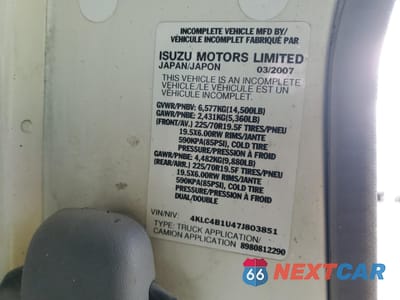 INCOMPLETE VEHICLE MFD BY/
VÉHICULE INCOMPLET FABRIQUÉ PAR
ISUZU MOTORS LIMITED
JAPAN/JAPON 03/2007
THIS VEHICLE IS AN INCOMPLETE
VEHICLE/LE VÉHICULE EST UN
VEHICULE INCOMPLET.
GVWR/PNBV: 6,577KG(14,500LB)
GAWR/PNBE: 2,431KG(5,360LB)
(FRONT/AV.) 225/70R19.5F TIRES/PNEU
19.5X6.00RW RIMS/JANTE
590KPA(85PSI), COLD TIRE
PRESSURE/PRESSION À FROID
GAWR/PNBE: 4,482KG(9,880LB)
(REAR/ARR.) 225/70R19.5F TIRES/PNEU
19.5X6.00RW RIMS/JANTE
590KPA(85PSI), COLD TIRE
PRESSURE/PRESSION À FROID
DUAL/DOUBLE
VIN/NIV: 4KLC4B1U47J803851
TYPE: TRUCK APPLICATION/
CAMION APPLICATION 8980812290
66 NEXTCAR